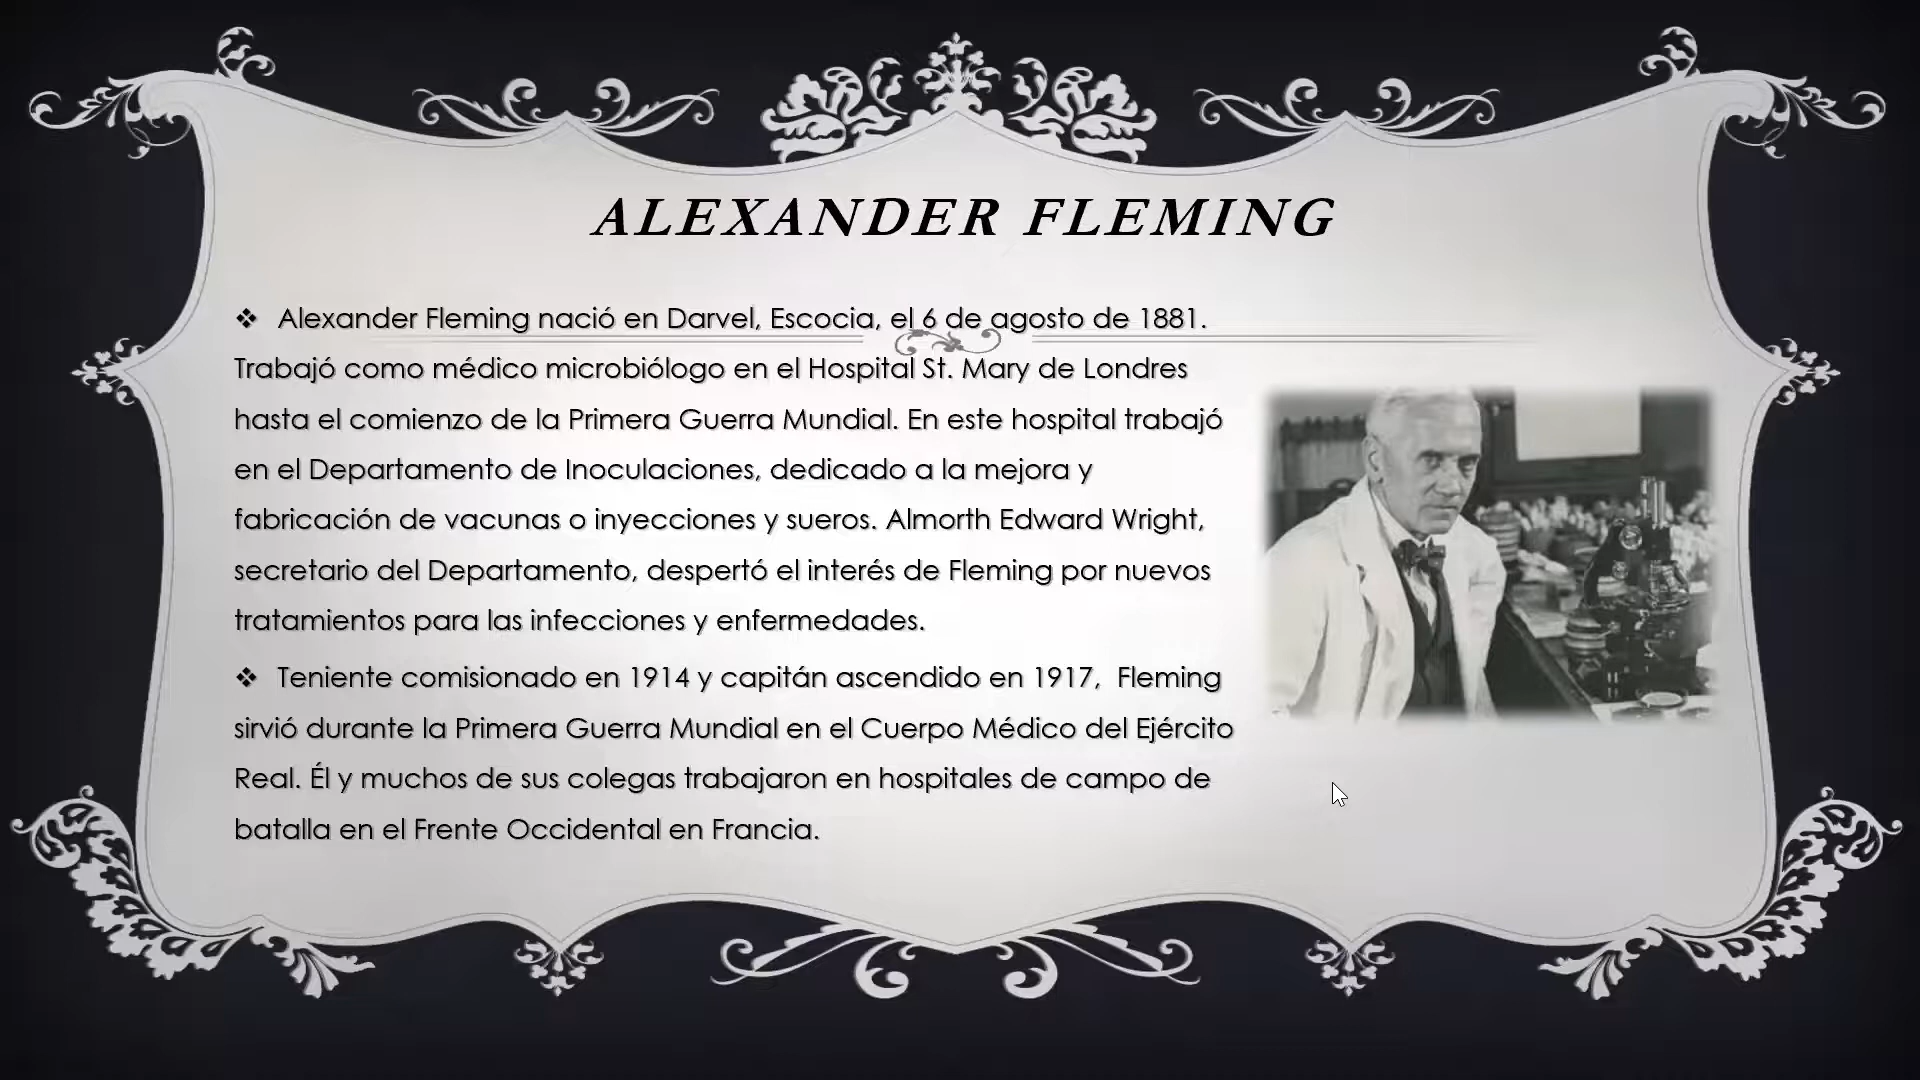 ALEXANDER FLEMING
❖ Alexander Fleming nació en Darvel, Escocia, el 6 de agosto de 1881.
Trabajó como médico microbiólogo en el Hospital St. Mary de Londres
hasta el comienzo de la Primera Guerra Mundial. En este hospital trabajó
en el Departamento de Inoculaciones, dedicado a la mejora y
fabricación de vacunas o inyecciones y sueros. Almorth Edward Wright,
secretario del Departamento, despertó el interés de Fleming por nuevos
tratamientos para las infecciones y enfermedades.
❖ Teniente comisionado en 1914 y capitán ascendido en 1917, Fleming
sirvió durante la Primera Guerra Mundial en el Cuerpo Médico del Ejército
Real. Él y muchos de sus colegas trabajaron en hospitales de campo de
batalla en el Frente Occidental en Francia.